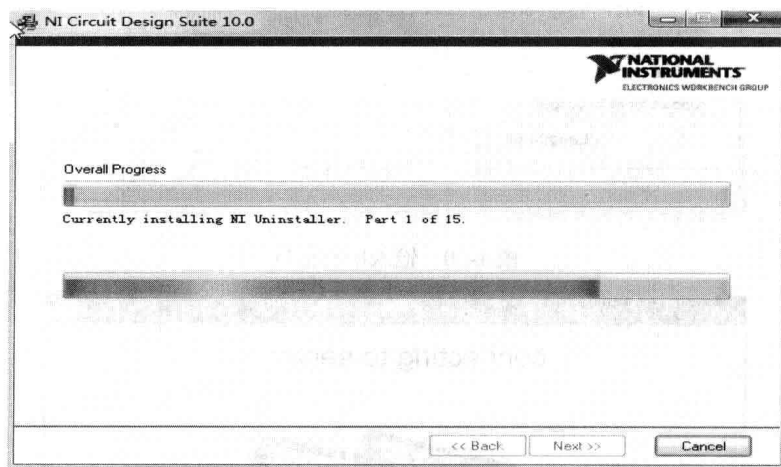 NI Circuit Design Suite 10.0
NATIONAL
INSTRUMENTS
ELECTRONICS WORKBENCH GROUP
Overall Progress
Currently installing NI Uninstaller. Part 1 of 15.
<< Back
Next >>
Cancel